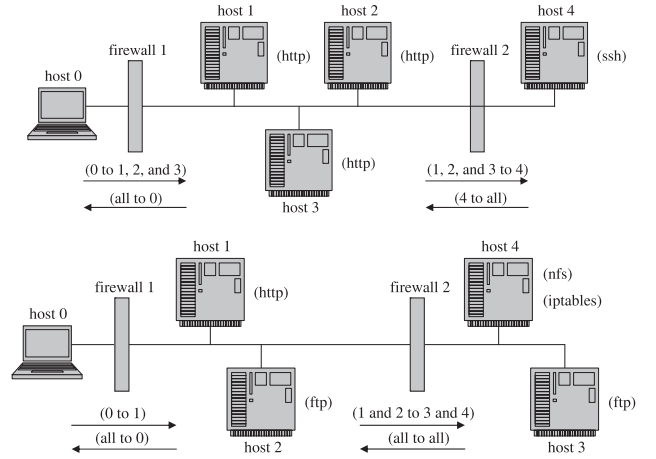 host 1
host 2
host 4
firewall 1
(http)
(http)
firewall 2
(ssh)
host 0
(http)
(0 to 1, 2, and 3)
(1, 2, and 3 to 4)
(all to 0)
(4 to all)
host 3
host 1
host 4
(nfs)
firewall 1
(http)
firewall 2
(iptables)
host 0
(ftp)
(ftp)
(0 to 1)
(1 and 2 to 3 and 4)
(all to 0)
(all to all)
host 2
host 3